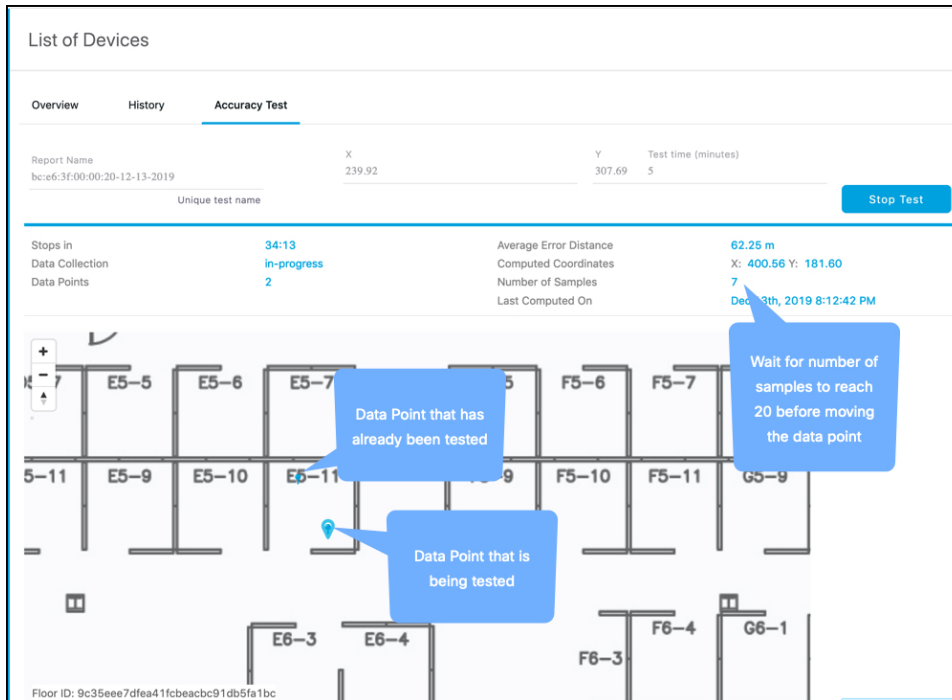 List of Devices
Overview History Accuracy Test
Report Name X Y Test time (minutes)
bc:e6:3f:00:00:20-12-13-2019 239.92 307.69 5
Unique test name
Stop Test
Stops in 34:13 Average Error Distance 62.25 m
Data Collection in-progress Computed Coordinates X: 400.56 Y: 181.60
Data Points 2 Number of Samples 7
Last Computed On 3th, 2019 8:12:42 PM
Wait for number of
samples to reach
20 before moving
the data point
E5-5 E5-6 E5-7 F5-6 F5-7
Data Point that has
already been tested
5-11 E5-9 E5-10 E5-11 F5-10 F5-11 G5-9
Data Point that is
being tested
E6-3 E6-4 F6-3 F6-4 G6-1
Floor ID: 9c35eee7dfea41fcbeacbc91db5fa1bc